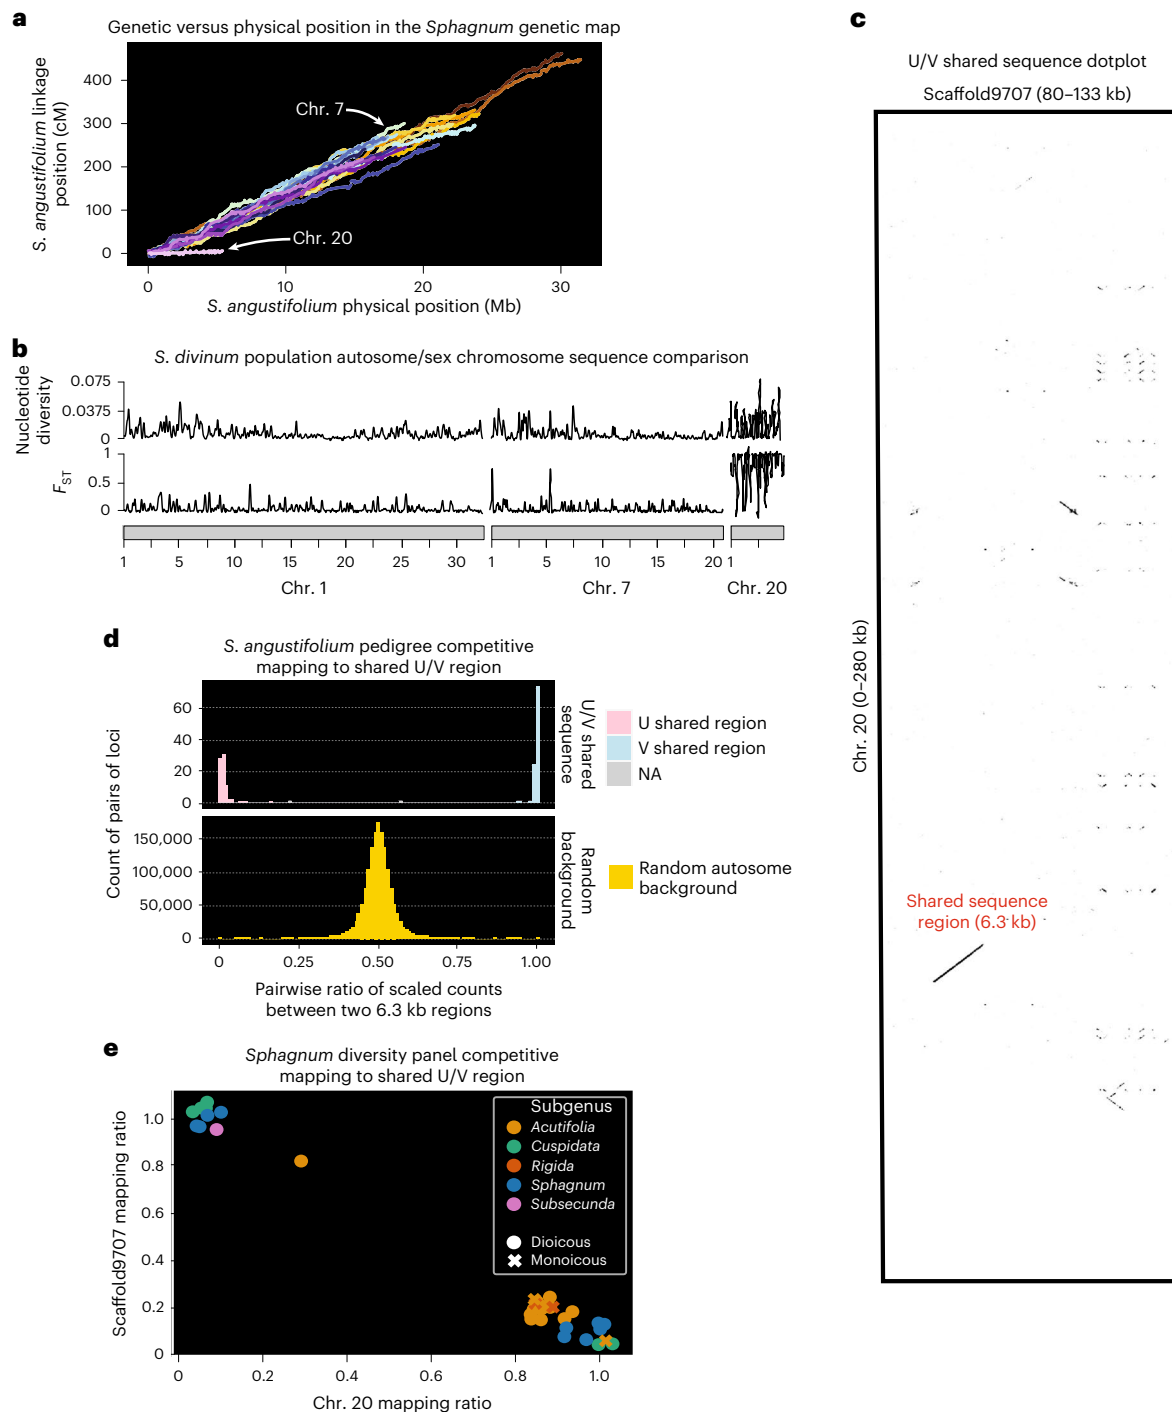 a
Genetic versus physical position in the Sphagnum genetic map
S. angustifolium linkage
position (cM)
400
300
200
100
0
Chr. 7
Chr. 20
0
10
20
30
S. angustifolium physical position (Mb)
b
S. divinum population autosome/sex chromosome sequence comparison
Nucleotide
diversity
0.075
0.0375
0
FST
1
0.5
0
1
5
10
15
20
25
30
1
5
10
15
20
1
Chr. 1
Chr. 7
Chr. 20
c
U/V shared sequence dotplot
Scaffold9707 (80–133 kb)
Chr. 20 (0–280 kb)
Shared sequence
region (6.3 kb)
d
S. angustifolium pedigree competitive
mapping to shared U/V region
Count of pairs of loci
60
40
20
0
U/V shared
sequence
U shared region
V shared region
NA
150,000
100,000
50,000
0
Random
background
Random autosome
background
0
0.25
0.50
0.75
1.00
Pairwise ratio of scaled counts
between two 6.3 kb regions
e
Sphagnum diversity panel competitive
mapping to shared U/V region
Scaffold9707 mapping ratio
1.0
0.8
0.6
0.4
0.2
0
Subgenus
Acutifolia
Cuspidata
Rigida
Sphagnum
Subsecunda
Dioicous
Monoicous
0
0.2
0.4
0.6
0.8
1.0
Chr. 20 mapping ratio